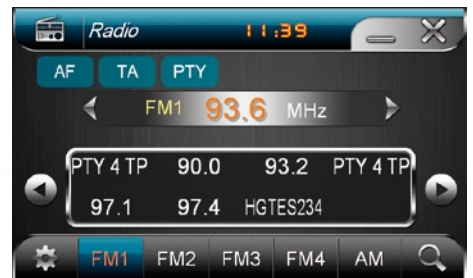 Radio 11:39
AF TA PTY
FM1 93.6 MHz
PTY 4 TP 90.0 93.2 PTY 4 TP
97.1 97.4 HGTES234
FM1 FM2 FM3 FM4 AM